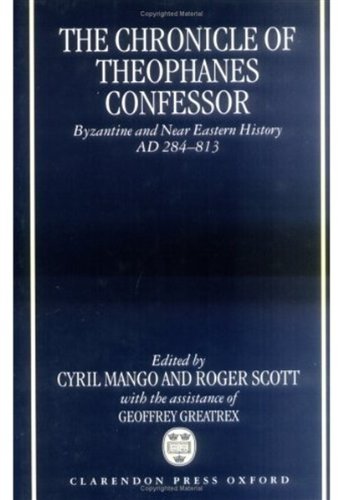 THE CHRONICLE OF
THEOPHANES
CONFESSOR
Byzantine and Near Eastern History
AD 284–813
Edited by
CYRIL MANGO AND ROGER SCOTT
with the assistance of
GEOFFREY GREATREX
CLARENDON PRESS OXFORD